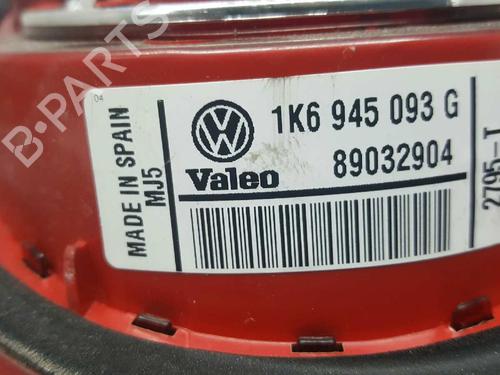 04
MADE IN SPAIN
MJ5
1K6 945 093 G
Valeo 89032904
2795-T
B-PARTS